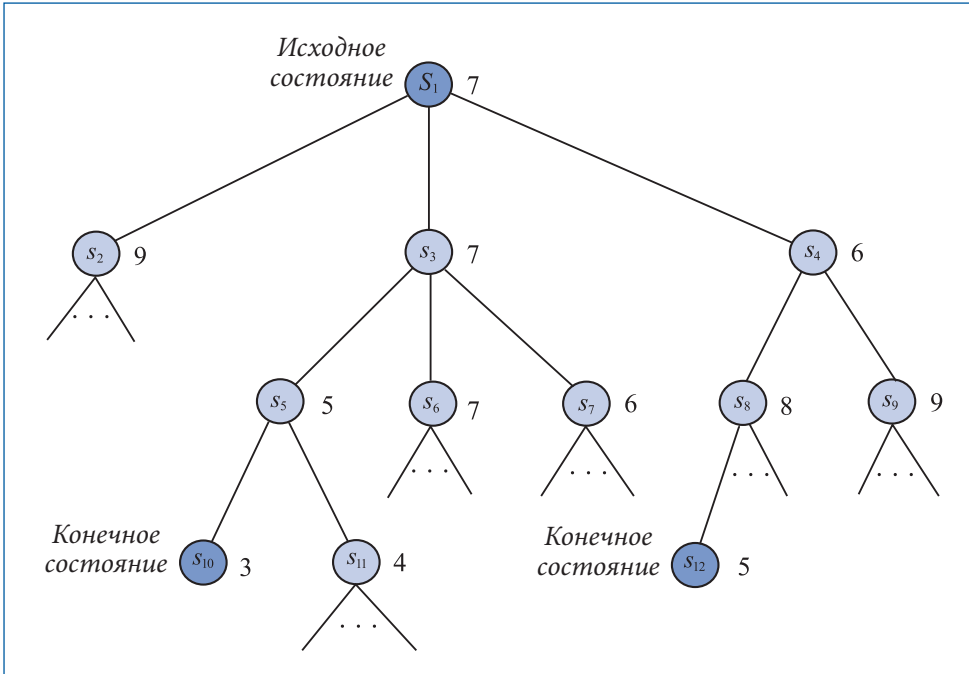 Исходное
состояние
S₁ 7
s₂ 9
s₃ 7
s₄ 6
. . .
s₅ 5
s₆ 7
s₇ 6
s₈ 8
s₉ 9
. . .
. . .
. . .
. . .
Конечное
состояние
s₁₀ 3
s₁₁ 4
Конечное
состояние
s₁₂ 5
. . .